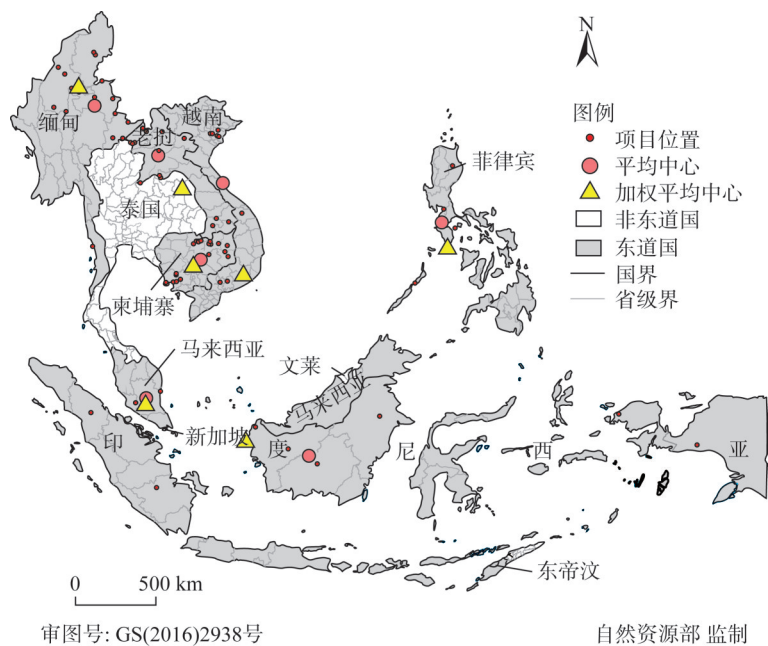 N
图例
项目位置
平均中心
加权平均中心
非东道国
东道国
国界
省级界
缅甸
老挝
越南
泰国
菲律宾
柬埔寨
马来西亚
文莱
马来西亚
新加坡
印
度
尼
西
亚
东帝汶
0 500 km
审图号: GS(2016)2938号
自然资源部 监制